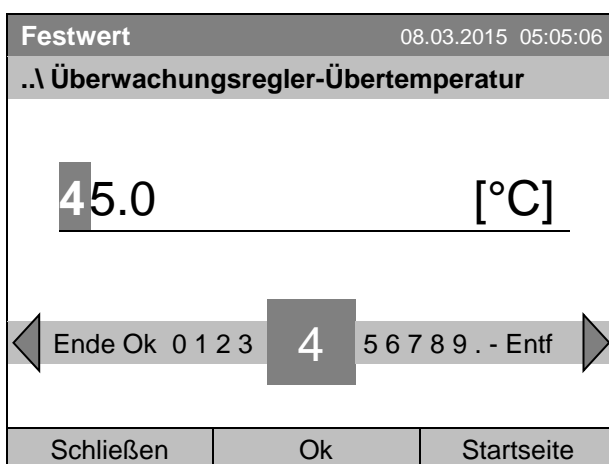 Festwert 08.03.2015 05:05:06
..\ Überwachungsregler-Übertemperatur
45.0 [°C]
Ende Ok 0 1 2 3 4 5 6 7 8 9 . - Entf
Schließen Ok Startseite